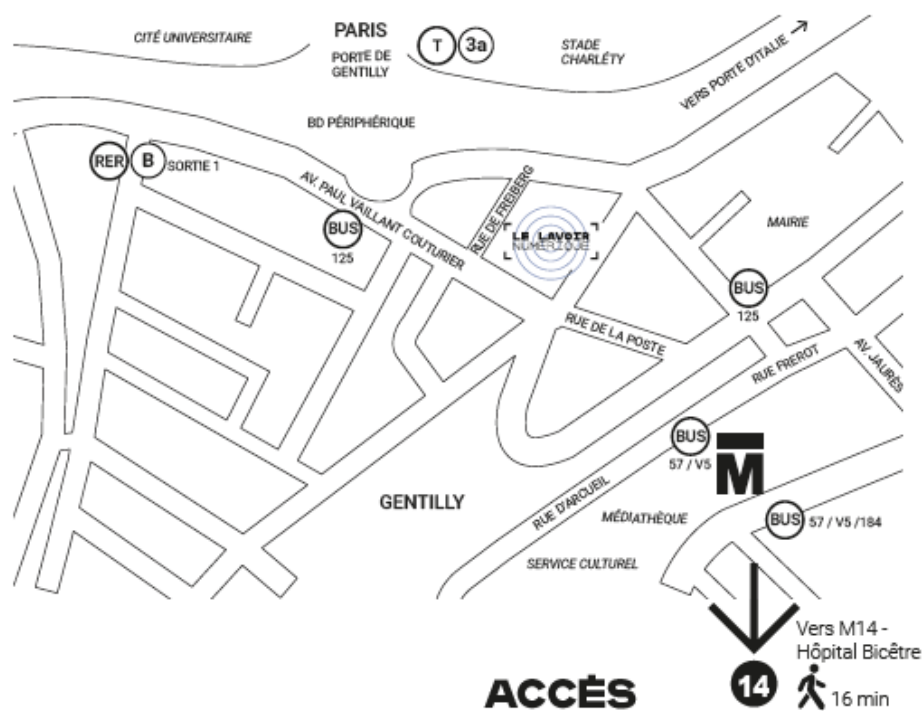 CITÉ UNIVERSITAIRE
PARIS
PORTE DE
GENTILLY
T 3a
STADE
CHARLÉTY
VERS PORTE D'ITALIE
BD PÉRIPHÉRIQUE
RER B SORTIE 1
AV. PAUL VAILLANT COUTURIER
RUE DE FREIBERG
BUS
125
LE LAVOIR
NUMÉRIQUE
MAIRIE
BUS
125
RUE DE LA POSTE
RUE FREROT
AV. JAURÈS
BUS
57 / V5
M
GENTILLY
RUE D'ARCUEIL
MÉDIATHÈQUE
BUS 57 / V5 /184
SERVICE CULTUREL
Vers M14 -
Hôpital Bicêtre
14 16 min
ACCÈS